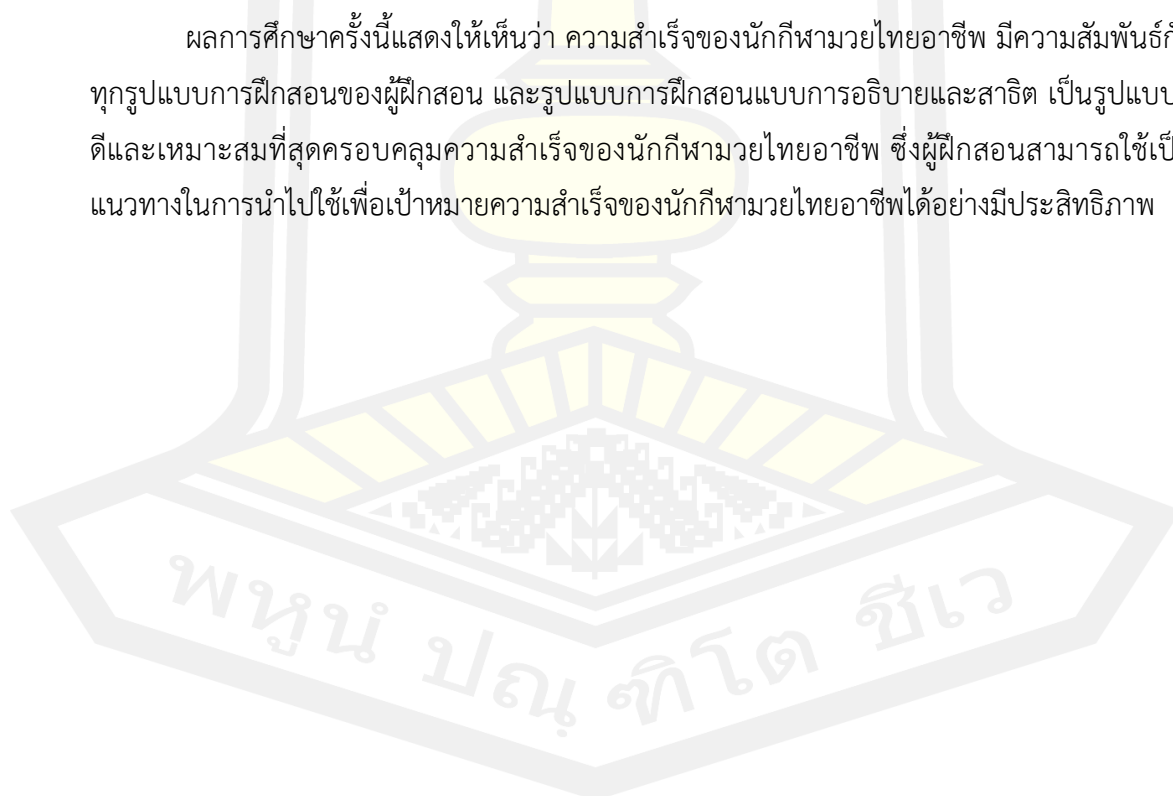 ผลการศึกษาครั้งนี้แสดงให้เห็นว่า ความสำเร็จของนักกีฬามวยไทยอาชีพ มีความสัมพันธ์
ทุกรูปแบบการฝึกสอนของผู้ฝึกสอน และรูปแบบการฝึกสอนแบบการอธิบายและสาธิต เป็นรูปแบบ
ดีและเหมาะสมที่สุดครอบคลุมความสำเร็จของนักกีฬามวยไทยอาชีพ ซึ่งผู้ฝึกสอนสามารถใช้
แนวทางในการนำไปใช้เพื่อเป้าหมายความสำเร็จของนักกีฬามวยไทยอาชีพได้อย่างมีประสิทธิภาพ
พหูนํ ปณฺฑิโต ชีเว